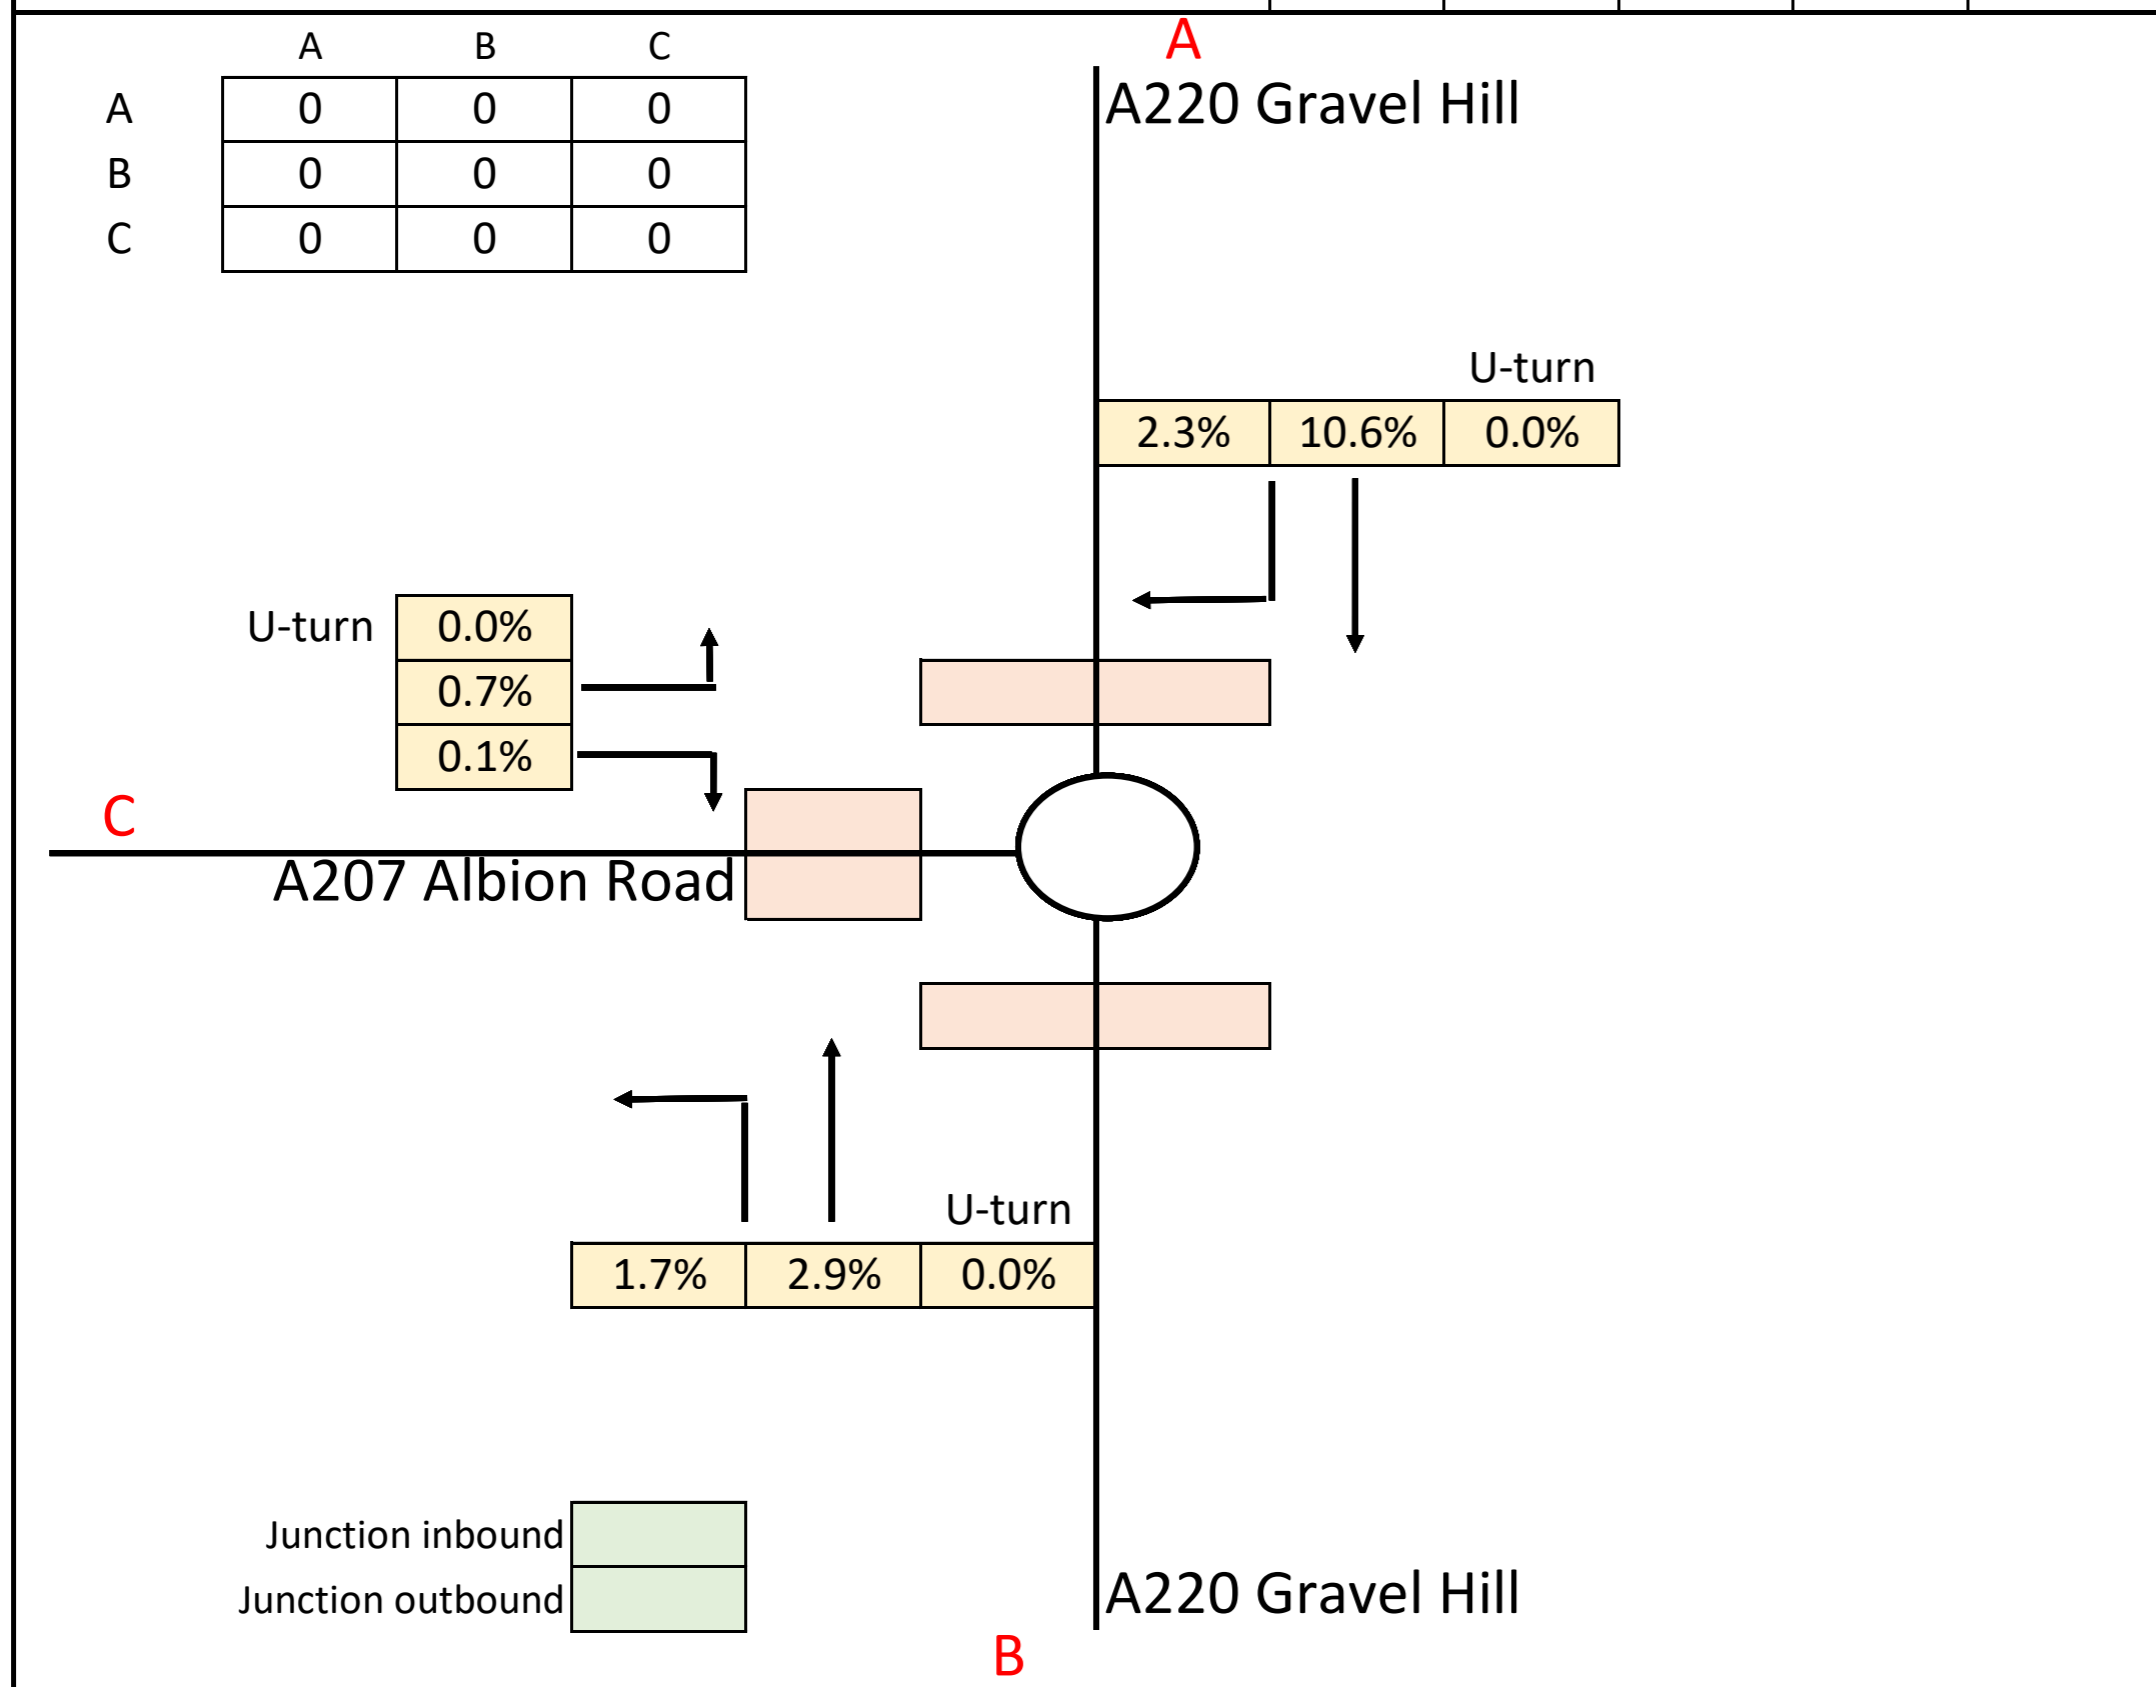 A B C
A
A 0 0 0
A220 Gravel Hill
B 0 0 0
C 0 0 0
U-turn
2.3% 10.6% 0.0%
U-turn 0.0%
0.7%
0.1%
C
A207 Albion Road
U-turn
1.7% 2.9% 0.0%
Junction inbound
Junction outbound
A220 Gravel Hill
B